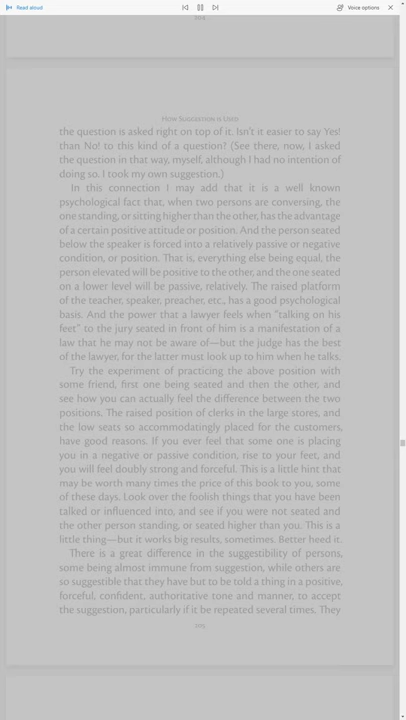 Read aloud
Voice options
How Suggestion is Used
the question is asked right on top of it. Isn't it easier to say Yes!
than No! to this kind of a question? (See there, now, I asked
the question in that way, myself, although I had no intention of
doing so. I took my own suggestion.)
In this connection I may add that it is a well known
psychological fact that, when two persons are conversing, the
one standing, or sitting higher than the other, has the advantage
of a certain positive attitude or position. And the person seated
below the speaker is forced into a relatively passive or negative
condition, or position. That is, everything else being equal, the
person elevated will be positive to the other, and the one seated
on a lower level will be passive, relatively. The raised platform
of the teacher, speaker, preacher, etc., has a good psychological
basis. And the power that a lawyer feels when "talking on his
feet" to the jury seated in front of him is a manifestation of a
law that he may not be aware of—but the judge has the best
of the lawyer, for the latter must look up to him when he talks.
Try the experiment of practicing the above position with
some friend, first one being seated and then the other, and
see how you can actually feel the difference between the two
positions. The raised position of clerks in the large stores, and
the low seats so accommodatingly placed for the customers,
have good reasons. If you ever feel that some one is placing
you in a negative or passive condition, rise to your feet, and
you will feel doubly strong and forceful. This is a little hint that
may be worth many times the price of this book to you, some
of these days. Look over the foolish things that you have been
talked or influenced into, and see if you were not seated and
the other person standing, or seated higher than you. This is a
little thing—but it works big results, sometimes. Better heed it.
There is a great difference in the suggestibility of persons,
some being almost immune from suggestion, while others are
so suggestible that they have but to be told a thing in a positive,
forceful, confident, authoritative tone and manner, to accept
the suggestion, particularly if it be repeated several times. They